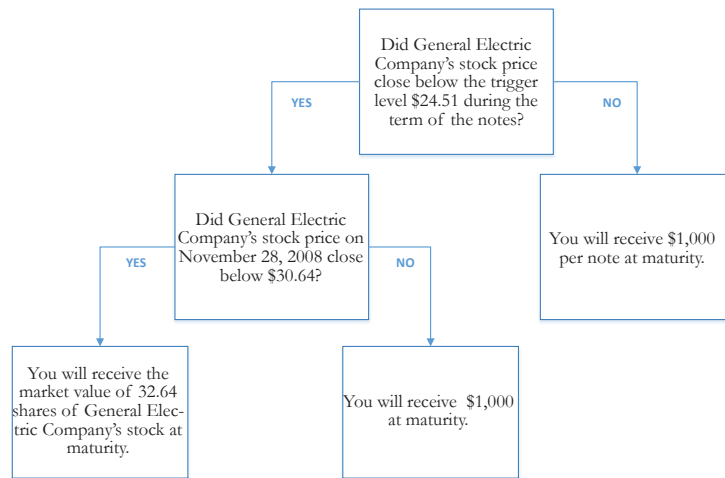 Did General Electric
Company's stock price
close below the trigger
level $24.51 during the
term of the notes?
YES
NO
Did General Electric
Company's stock price on
November 28, 2008 close
below $30.64?
You will receive $1,000
per note at maturity.
YES
NO
You will receive the
market value of 32.64
shares of General Elec-
tric Company's stock at
maturity.
You will receive $1,000
at maturity.